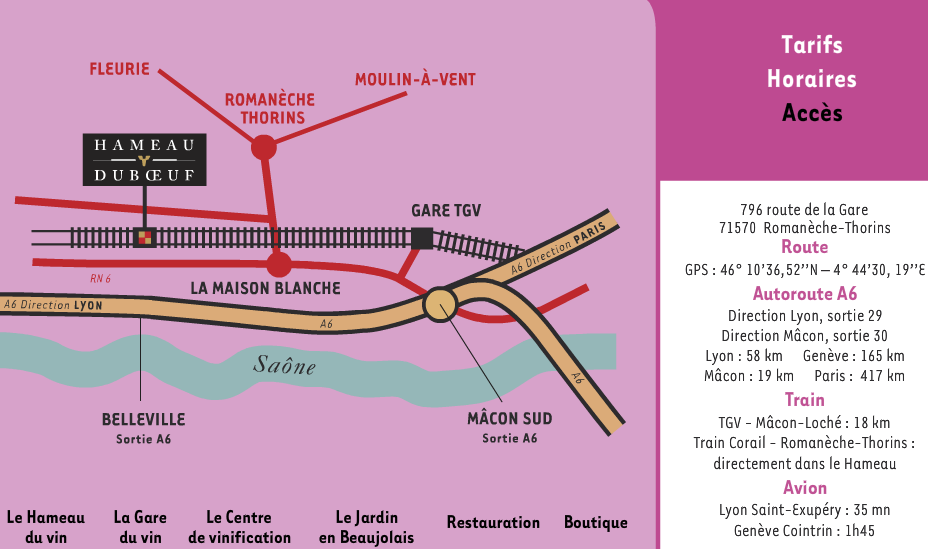 FLEURIE
MOULIN-À-VENT
ROMANÈCHE
THORINS
HAMEAU
DUBŒUF
GARE TGV
A6 Direction PARIS
RN 6
LA MAISON BLANCHE
A6 Direction LYON
A6
Saône
A6
BELLEVILLE
Sortie A6
MÂCON SUD
Sortie A6
Le Hameau
du vin
La Gare
du vin
Le Centre
de vinification
Le Jardin
en Beaujolais
Restauration
Boutique
Tarifs
Horaires
Accès
796 route de la Gare
71570 Romanèche-Thorins
Route
GPS : 46° 10’36,52’’N – 4° 44’30, 19’’E
Autoroute A6
Direction Lyon, sortie 29
Direction Mâcon, sortie 30
Lyon : 58 km Genève : 165 km
Mâcon : 19 km Paris : 417 km
Train
TGV - Mâcon-Loché : 18 km
Train Corail - Romanèche-Thorins :
directement dans le Hameau
Avion
Lyon Saint-Exupéry : 35 mn
Genève Cointrin : 1h45